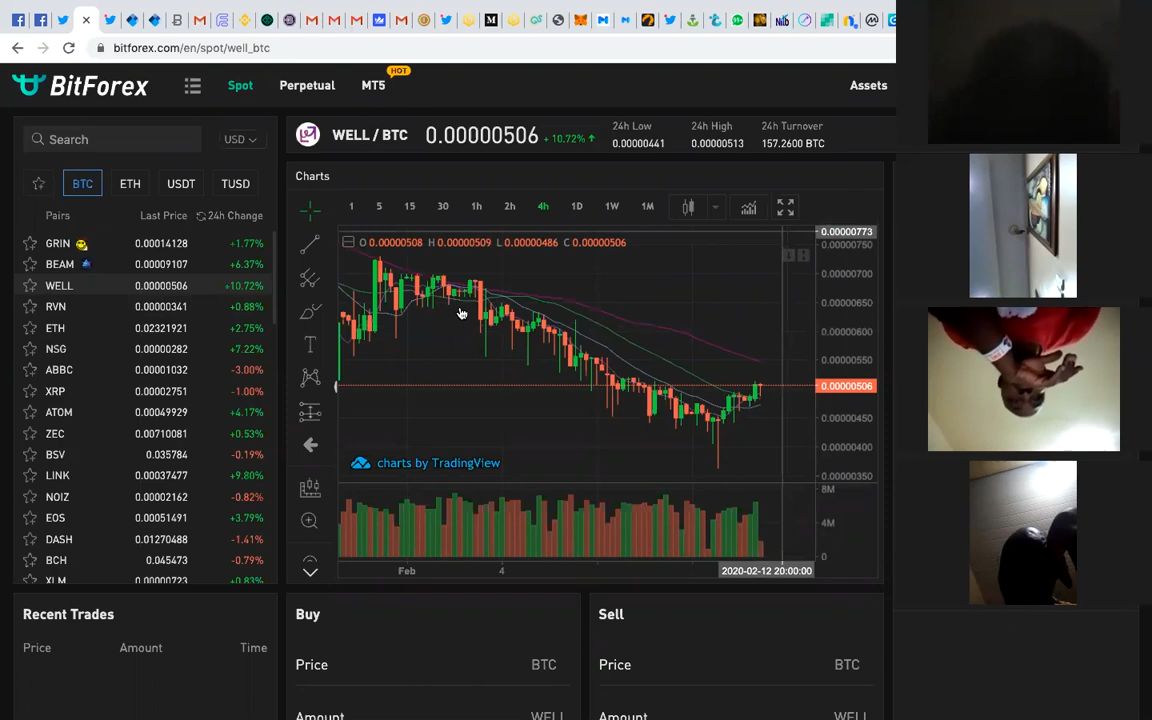 bitforex.com/en/spot/well_btc
BitForex
Spot
Perpetual
MT5
HOT
Assets
Search
USD
BTC
ETH
USDT
TUSD
Pairs Last Price 24h Change
GRIN 0.00014128 +1.77%
BEAM 0.00009107 +6.37%
WELL 0.00000506 +10.72%
RVN 0.00000341 +0.88%
ETH 0.02321921 +2.75%
NSG 0.00000282 +7.22%
ABBC 0.00001032 -3.00%
XRP 0.00002751 -1.00%
ATOM 0.00049929 +4.17%
ZEC 0.00710081 +0.53%
BSV 0.035784 -0.19%
LINK 0.00037477 +9.80%
NOIZ 0.00002162 -0.82%
EOS 0.00051491 +3.79%
DASH 0.01270488 -1.41%
BCH 0.045473 -0.79%
XLM 0.00000723 +0.83%
Recent Trades
Price Amount Time
WELL / BTC 0.00000506 +10.72%
24h Low
0.00000441
24h High
0.00000513
24h Turnover
157.2600 BTC
Charts
1 5 15 30 1h 2h 4h 1D 1W 1M
O 0.00000508 H 0.00000509 L 0.00000486 C 0.00000506
0.00000773
0.00000750
0.00000700
0.00000650
0.00000600
0.00000550
0.00000506
0.00000450
0.00000400
0.00000350
8M
4M
0
charts by TradingView
Feb 4 2020-02-12 20:00:00
Buy
Price BTC
Amount WELL
Sell
Price BTC
Amount WELL